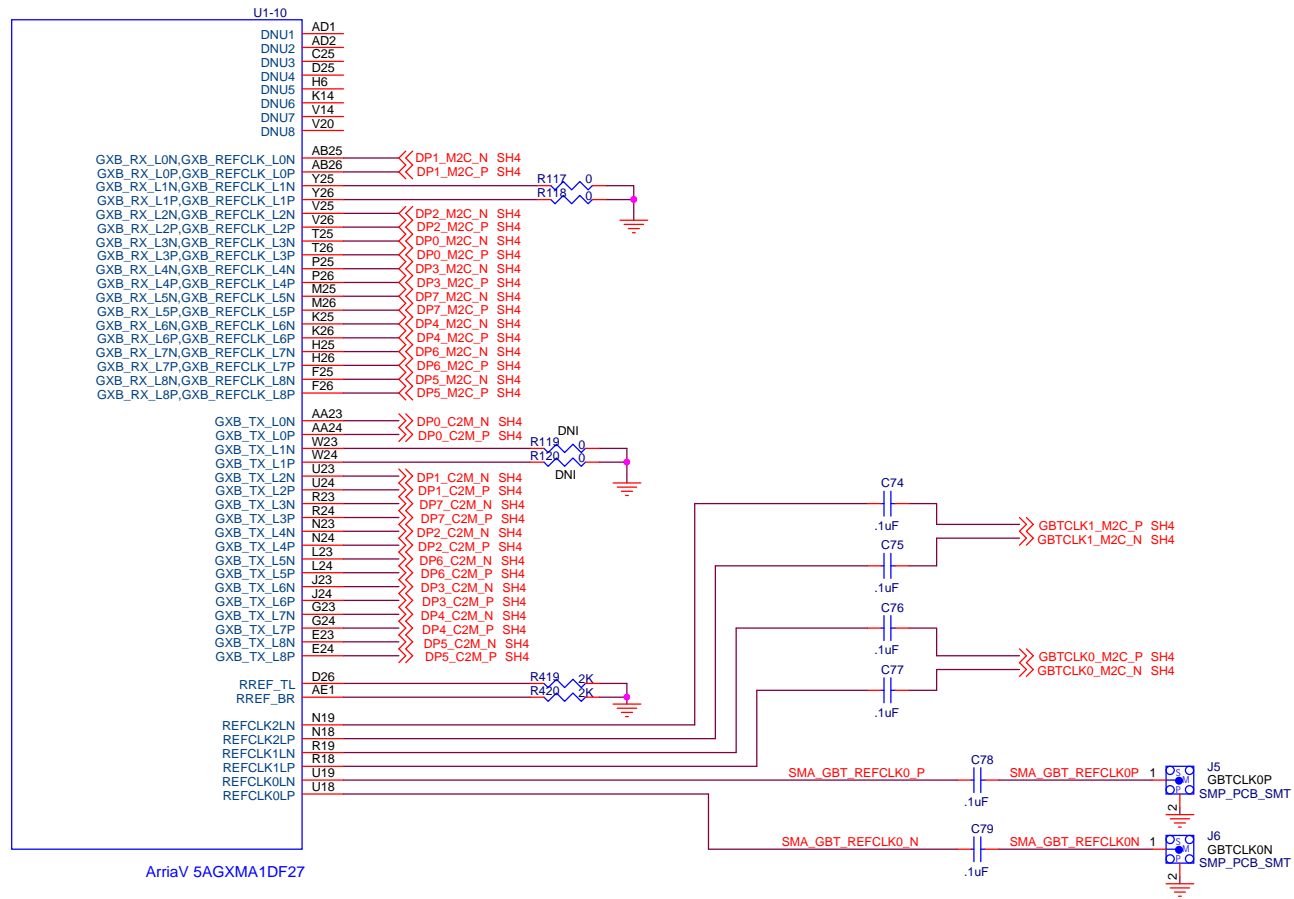 U1-10
DNU1 AD1
DNU2 AD2
DNU3 C25
DNU4 D25
DNU5 H6
DNU6 K14
DNU7 V14
DNU8 V20
GXB_RX_L0N,GXB_REFCLK_L0N AB25 DP1_M2C_N SH4
GXB_RX_L0P,GXB_REFCLK_L0P AB26 DP1_M2C_P SH4
GXB_RX_L1N,GXB_REFCLK_L1N Y25 R117 0
GXB_RX_L1P,GXB_REFCLK_L1P Y26 R118 0
GXB_RX_L2N,GXB_REFCLK_L2N V25 DP2_M2C_N SH4
GXB_RX_L2P,GXB_REFCLK_L2P V26 DP2_M2C_P SH4
GXB_RX_L3N,GXB_REFCLK_L3N T25 DP0_M2C_N SH4
GXB_RX_L3P,GXB_REFCLK_L3P T26 DP0_M2C_P SH4
GXB_RX_L4N,GXB_REFCLK_L4N P25 DP3_M2C_N SH4
GXB_RX_L4P,GXB_REFCLK_L4P P26 DP3_M2C_P SH4
GXB_RX_L5N,GXB_REFCLK_L5N M25 DP7_M2C_N SH4
GXB_RX_L5P,GXB_REFCLK_L5P M26 DP7_M2C_P SH4
GXB_RX_L6N,GXB_REFCLK_L6N K25 DP4_M2C_N SH4
GXB_RX_L6P,GXB_REFCLK_L6P K26 DP4_M2C_P SH4
GXB_RX_L7N,GXB_REFCLK_L7N H25 DP6_M2C_N SH4
GXB_RX_L7P,GXB_REFCLK_L7P H26 DP6_M2C_P SH4
GXB_RX_L8N,GXB_REFCLK_L8N F25 DP5_M2C_N SH4
GXB_RX_L8P,GXB_REFCLK_L8P F26 DP5_M2C_P SH4
GXB_TX_L0N AA23 DP0_C2M_N SH4
GXB_TX_L0P AA24 DP0_C2M_P SH4
DNI
GXB_TX_L1N W23 R119 0
GXB_TX_L1P W24 R120 0
DNI
GXB_TX_L2N U23 DP1_C2M_N SH4
GXB_TX_L2P U24 DP1_C2M_P SH4
GXB_TX_L3N R23 DP7_C2M_N SH4
GXB_TX_L3P R24 DP7_C2M_P SH4
GXB_TX_L4N N23 DP2_C2M_N SH4
GXB_TX_L4P N24 DP2_C2M_P SH4
GXB_TX_L5N L23 DP6_C2M_N SH4
GXB_TX_L5P L24 DP6_C2M_P SH4
GXB_TX_L6N J23 DP3_C2M_N SH4
GXB_TX_L6P J24 DP3_C2M_P SH4
GXB_TX_L7N G23 DP4_C2M_N SH4
GXB_TX_L7P G24 DP4_C2M_P SH4
GXB_TX_L8N E23 DP5_C2M_N SH4
GXB_TX_L8P E24 DP5_C2M_P SH4
RREF_TL D26 R419 2K
RREF_BR AE1 R420 2K
REFCLK2LN N19
REFCLK2LP N18
REFCLK1LN R19
REFCLK1LP R18
REFCLK0LN U19
REFCLK0LP U18
ArriaV 5AGXMA1DF27
C74
.1uF
GBTCLK1_M2C_P SH4
GBTCLK1_M2C_N SH4
C75
.1uF
C76
.1uF
GBTCLK0_M2C_P SH4
GBTCLK0_M2C_N SH4
C77
.1uF
SMA_GBT_REFCLK0_P C78 SMA_GBT_REFCLK0P 1
.1uF
J5
GBTCLK0P
SMP_PCB_SMT
S
M
P
2
SMA_GBT_REFCLK0_N C79 SMA_GBT_REFCLK0N 1
.1uF
J6
GBTCLK0N
SMP_PCB_SMT
S
M
P
2